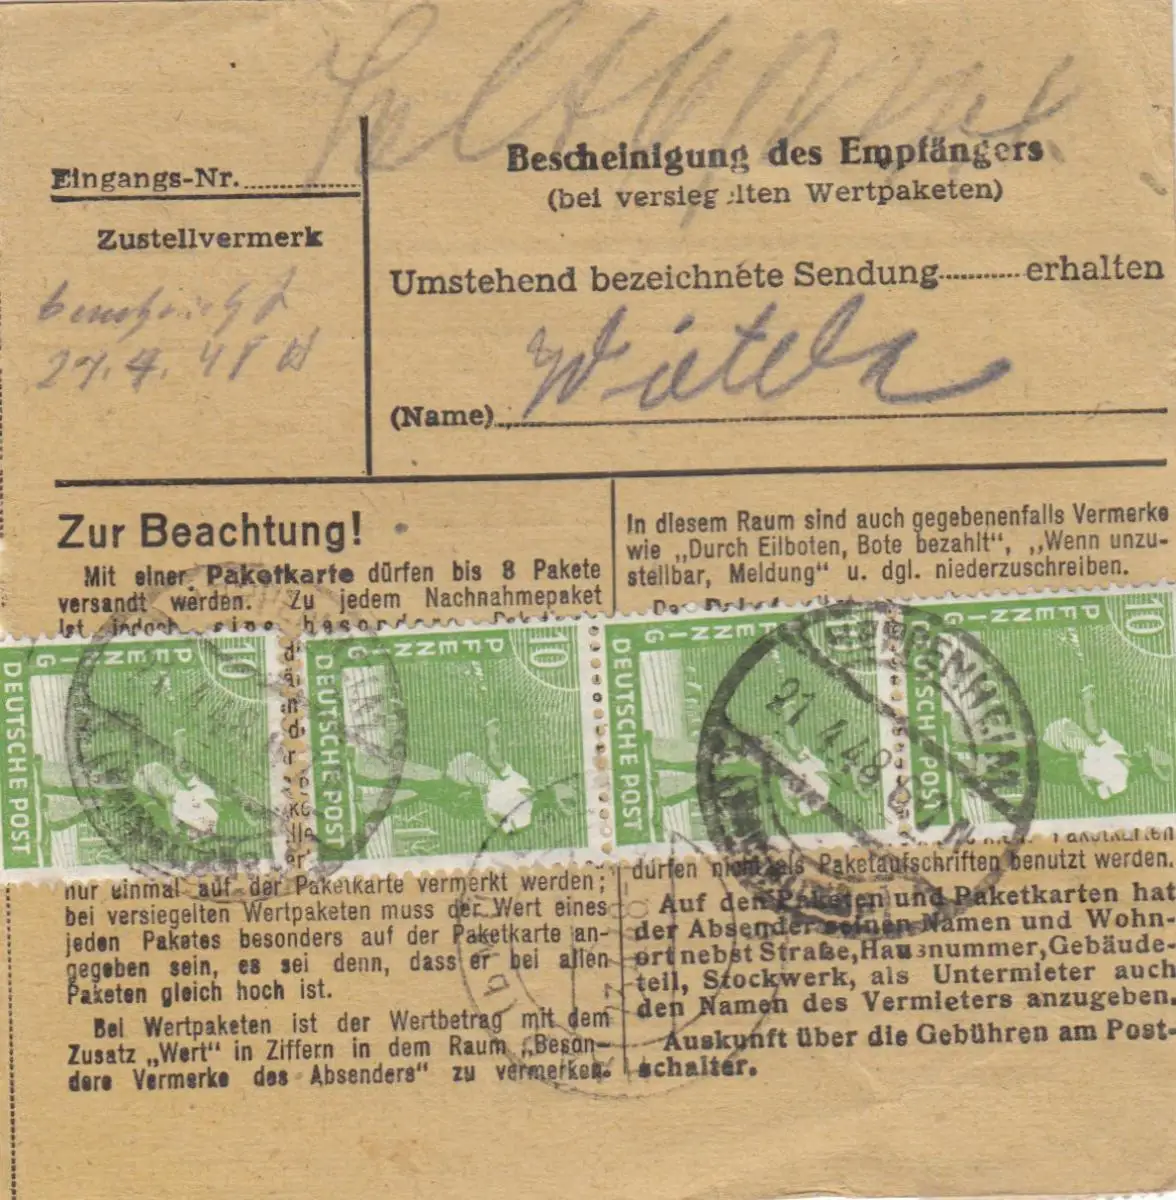 Eingangs-Nr.
Zustellvermerk
27. 4. 48
Bescheinigung des Empfängers
(bei versiegelten Wertpaketen)
Umstehend bezeichnete Sendung erhalten
(Name)
Zur Beachtung!
Mit einer Paketkarte dürfen bis 8 Pakete
versandt werden. Zu jedem Nachnahmepaket
ist jedoch eine besondere
In diesem Raum sind auch gegebenenfalls Vermerke
wie „Durch Eilboten, Bote bezahlt“, „Wenn unzu-
stellbar, Meldung“ u. dgl. niederzuschreiben.
10 PFENNIG
DEUTSCHE POST
10 PFENNIG
DEUTSCHE POST
10 PFENNIG
DEUTSCHE POST
10 PFENNIG
DEUTSCHE POST
21.4.48
nur einmal auf der Paketkarte vermerkt werden;
bei versiegelten Wertpaketen muss der Wert eines
jeden Paketes besonders auf der Paketkarte an-
gegeben sein, es sei denn, dass er bei allen
Paketen gleich hoch ist.
Bei Wertpaketen ist der Wertbetrag mit dem
Zusatz „Wert“ in Ziffern in dem Raum „Beson-
dere Vermerke des Absenders“ zu vermerken.
dürfen nicht als Paketaufschriften benutzt werden.
Auf den Paketen und Paketkarten hat
der Absender seinen Namen und Wohn-
ort nebst Straße, Hausnummer, Gebäude-
teil, Stockwerk, als Untermieter auch
den Namen des Vermieters anzugeben.
Auskunft über die Gebühren am Post-
schalter.